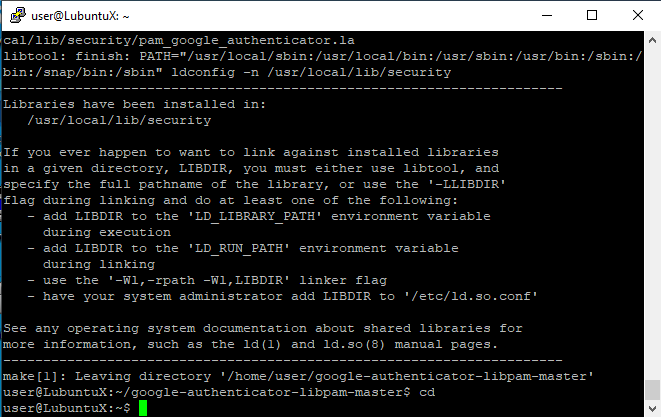 user@LubuntuX: ~
cal/lib/security/pam_google_authenticator.la
libtool: finish: PATH="/usr/local/sbin:/usr/local/bin:/usr/sbin:/usr/bin:/sbin:/
bin:/snap/bin:/sbin" ldconfig -n /usr/local/lib/security
----------------------------------------------------------------------
Libraries have been installed in:
   /usr/local/lib/security

If you ever happen to want to link against installed libraries
in a given directory, LIBDIR, you must either use libtool, and
specify the full pathname of the library, or use the '-LLIBDIR'
flag during linking and do at least one of the following:
   - add LIBDIR to the 'LD_LIBRARY_PATH' environment variable
     during execution
   - add LIBDIR to the 'LD_RUN_PATH' environment variable
     during linking
   - use the '-Wl,-rpath -Wl,LIBDIR' linker flag
   - have your system administrator add LIBDIR to '/etc/ld.so.conf'

See any operating system documentation about shared libraries for
more information, such as the ld(1) and ld.so(8) manual pages.
----------------------------------------------------------------------
make[1]: Leaving directory '/home/user/google-authenticator-libpam-master'
user@LubuntuX:~/google-authenticator-libpam-master$ cd
user@LubuntuX:~$